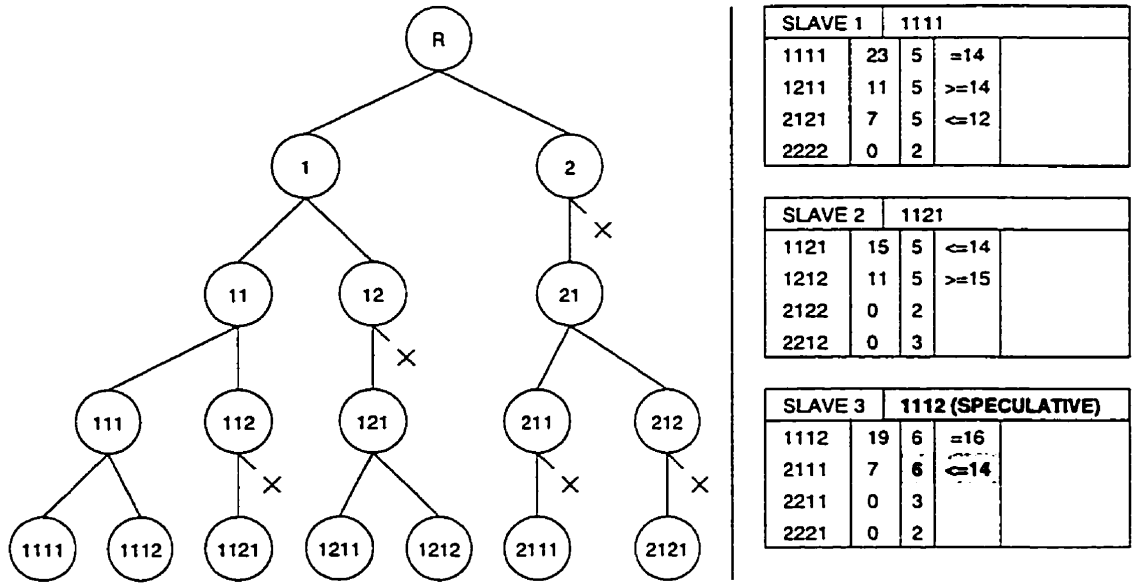 R
1
2
11
12
21
111
112
121
211
212
1111
1112
1121
1211
1212
2111
2121
SLAVE 1 1111
1111 23 5 =14
1211 11 5 >=14
2121 7 5 <=12
2222 0 2
SLAVE 2 1121
1121 15 5 <=14
1212 11 5 >=15
2122 0 2
2212 0 3
SLAVE 3 1112 (SPECULATIVE)
1112 19 6 =16
2111 7 6 <=14
2211 0 3
2221 0 2